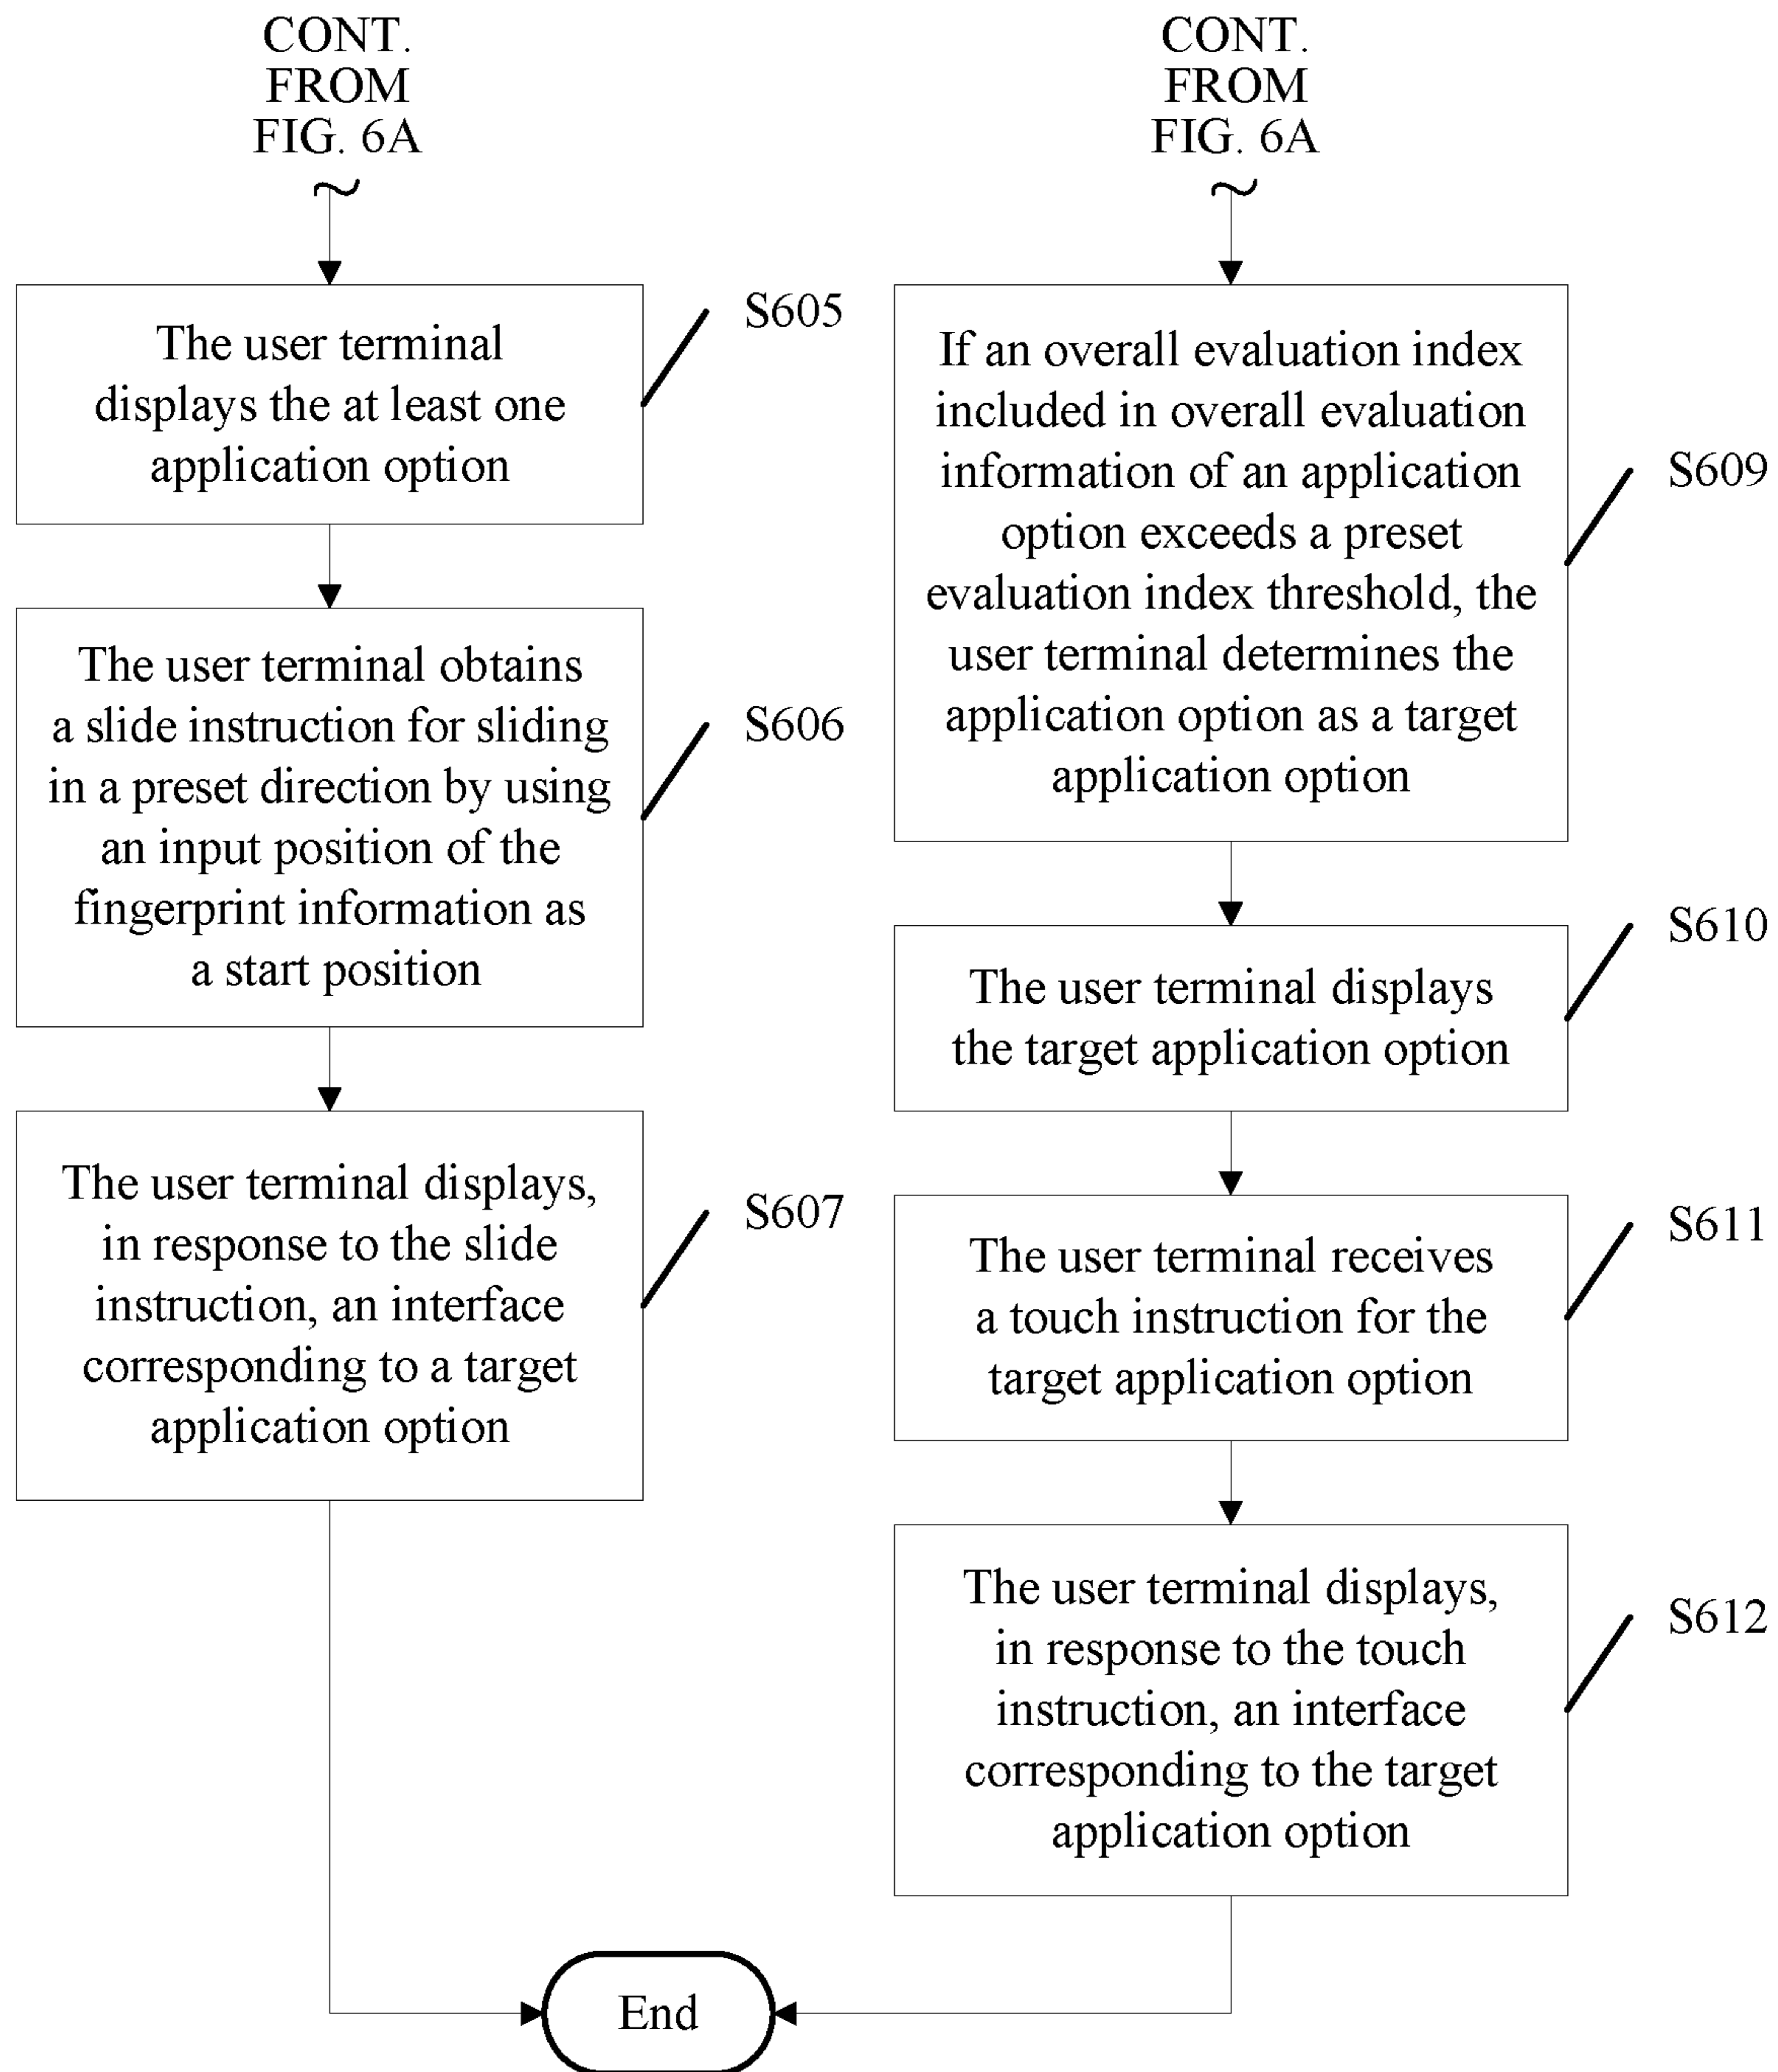 CONT.
FROM
FIG. 6A
The user terminal
displays the at least one
application option
S605
The user terminal obtains
a slide instruction for sliding
in a preset direction by using
an input position of the
fingerprint information as
a start position
S606
The user terminal displays,
in response to the slide
instruction, an interface
corresponding to a target
application option
S607
CONT.
FROM
FIG. 6A
If an overall evaluation index
included in overall evaluation
information of an application
option exceeds a preset
evaluation index threshold, the
user terminal determines the
application option as a target
application option
S609
The user terminal displays
the target application option
S610
The user terminal receives
a touch instruction for the
target application option
S611
The user terminal displays,
in response to the touch
instruction, an interface
corresponding to the target
application option
S612
End